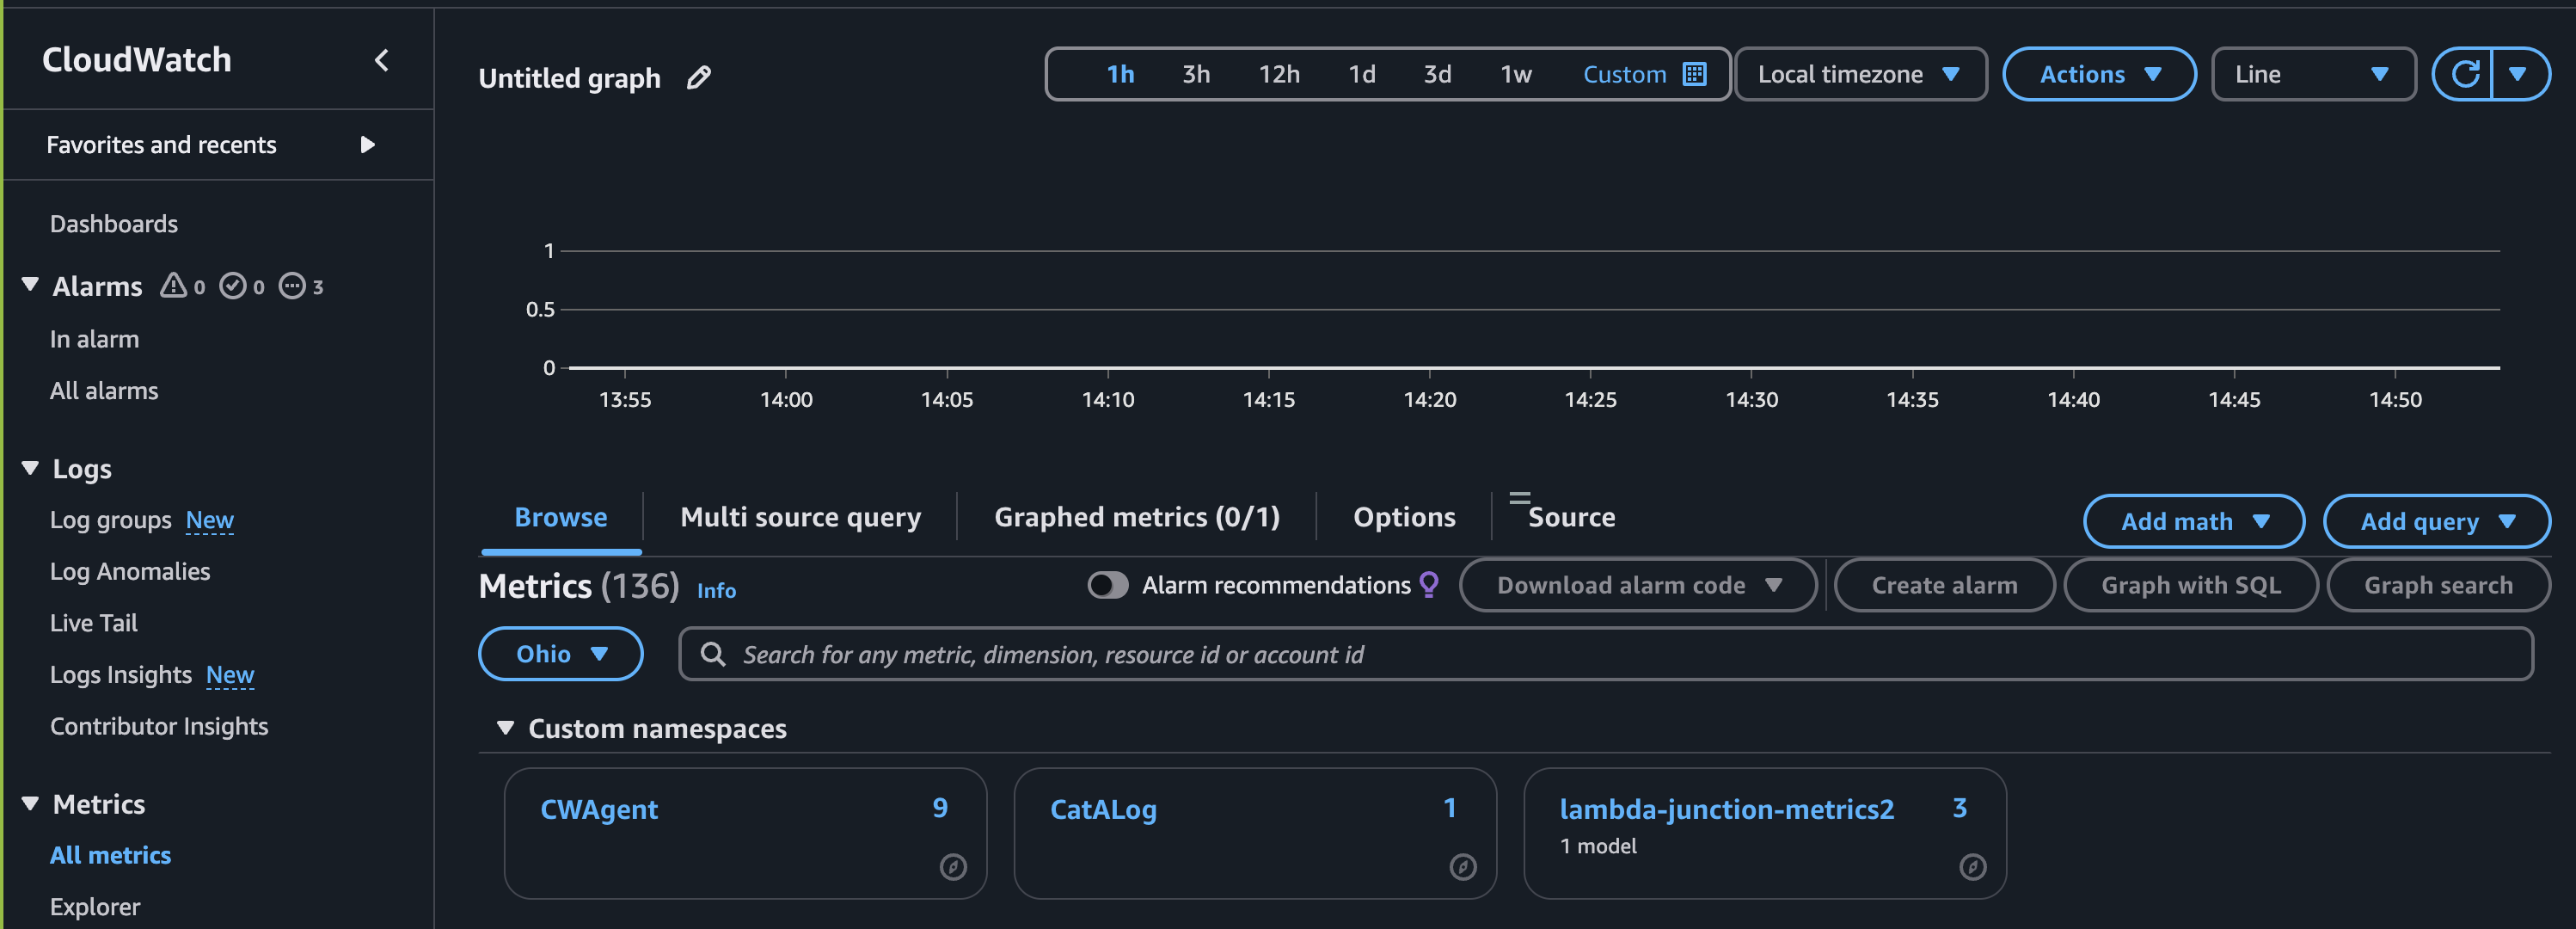 CloudWatch
Favorites and recents
Dashboards
Alarms 0 0 3
In alarm
All alarms
Logs
Log groups New
Log Anomalies
Live Tail
Logs Insights New
Contributor Insights
Metrics
All metrics
Explorer
Untitled graph
1h 3h 12h 1d 3d 1w Custom Local timezone Actions Line
1
0.5
0
13:55 14:00 14:05 14:10 14:15 14:20 14:25 14:30 14:35 14:40 14:45 14:50
Browse Multi source query Graphed metrics (0/1) Options Source Add math Add query
Metrics (136) Info Alarm recommendations Download alarm code Create alarm Graph with SQL Graph search
Ohio Search for any metric, dimension, resource id or account id
Custom namespaces
CWAgent 9
CatALog 1
lambda-junction-metrics2 3
1 model